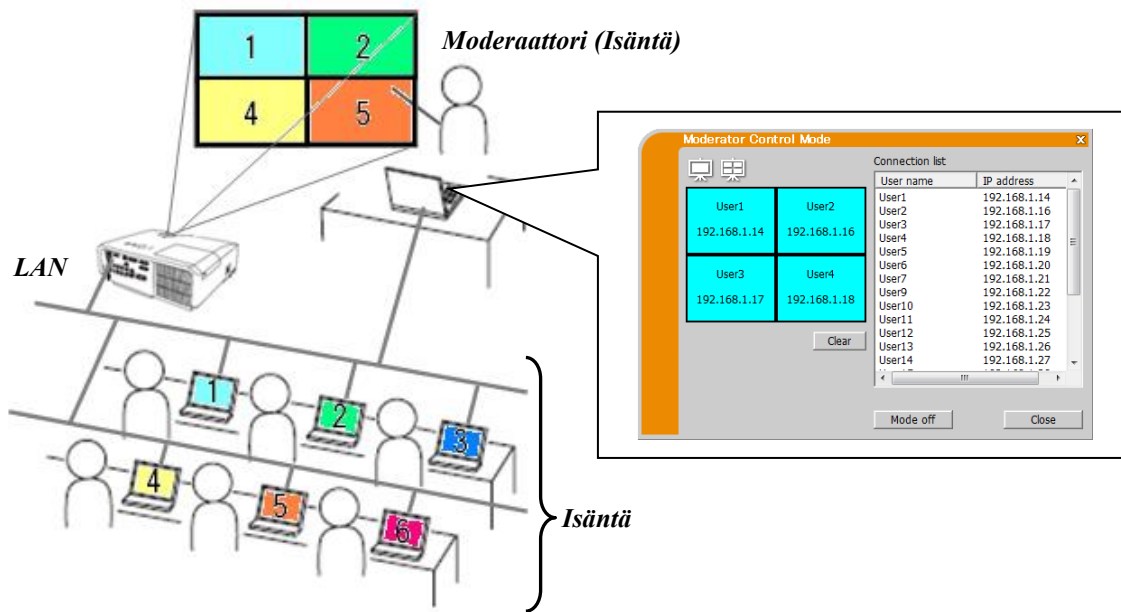 1 2
4 5
Moderaattori (Isäntä)
Moderator Control Mode x
Connection list
User name IP address
User1 192.168.1.14
User2 192.168.1.16
User3 192.168.1.17
User4 192.168.1.18
User5 192.168.1.19
User6 192.168.1.20
User7 192.168.1.21
User9 192.168.1.22
User10 192.168.1.23
User11 192.168.1.24
User12 192.168.1.25
User13 192.168.1.26
User14 192.168.1.27
User1 User2
192.168.1.14 192.168.1.16
User3 User4
192.168.1.17 192.168.1.18
Clear
Mode off Close
LAN
1 2 3
4 5 6
Isäntä